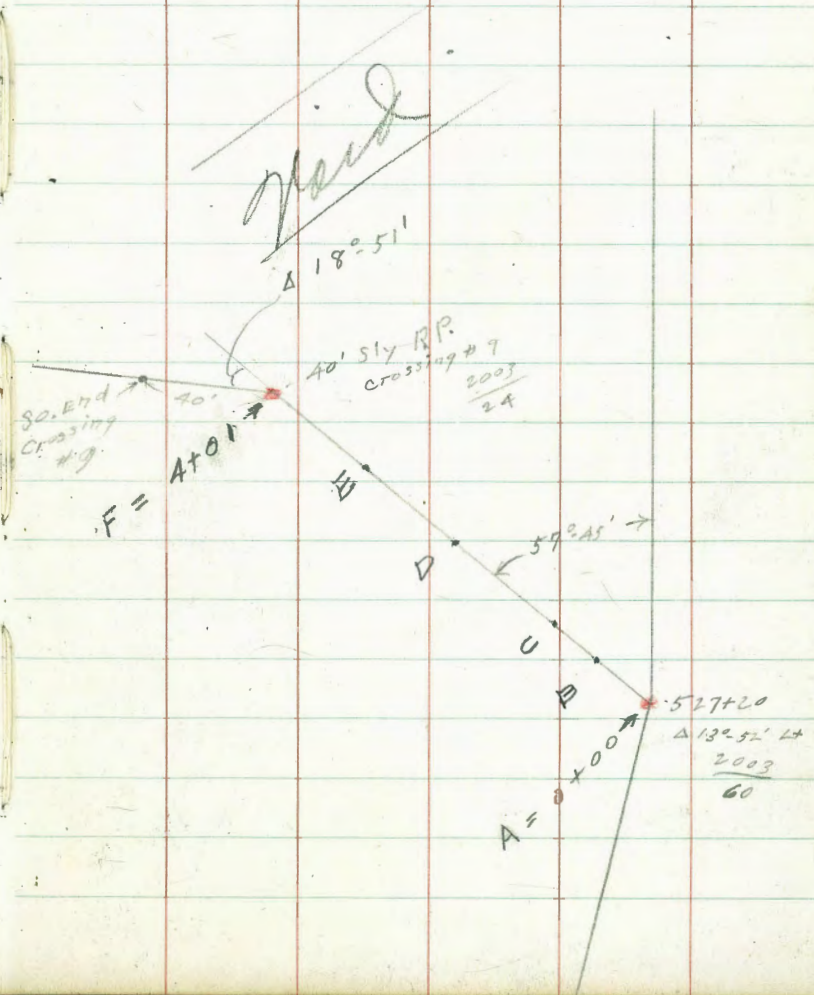 Void
Δ 18°-51'
40' Sly R.P.
Crossing #9
2003
24
So. End
Crossing
#9.
40'
F = 4+01
E
D
57°-45'
C
B
527+20
Δ 13°-52' Lt
2003
60
A = 0+00